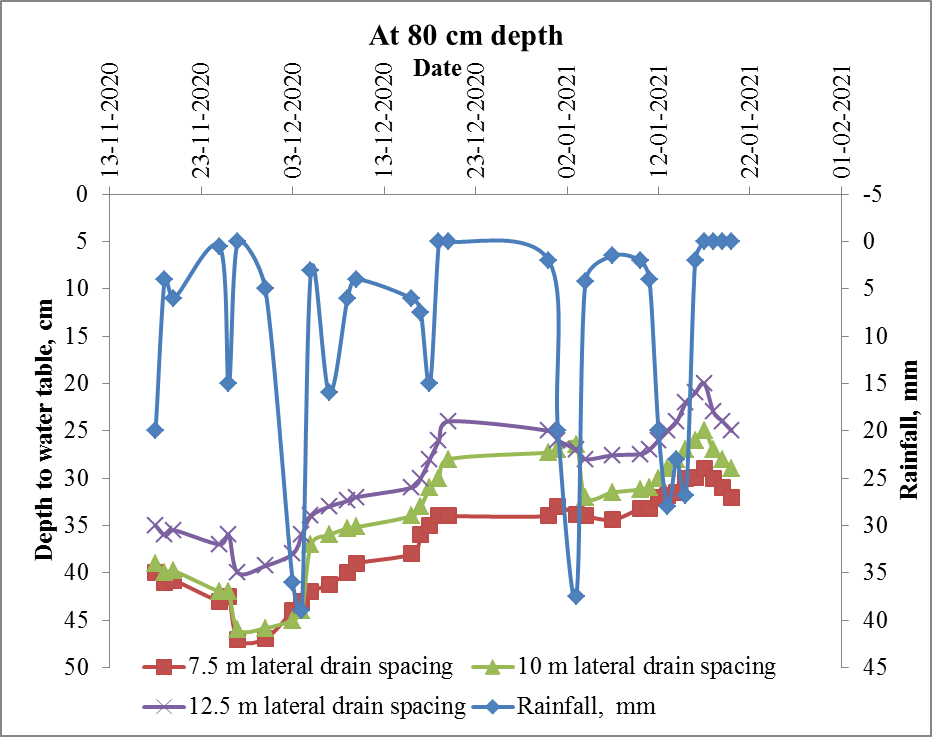 At 80 cm depth
Date
13-11-2020 23-11-2020 03-12-2020 13-12-2020 23-12-2020 02-01-2021 12-01-2021 22-01-2021 01-02-2021
0 -5
5 0
10 5
15 10
20 15
25 20
30 25
35 30
40 35
45 40
50 45
Depth to water table, cm
Rainfall, mm
7.5 m lateral drain spacing 10 m lateral drain spacing
12.5 m lateral drain spacing Rainfall, mm